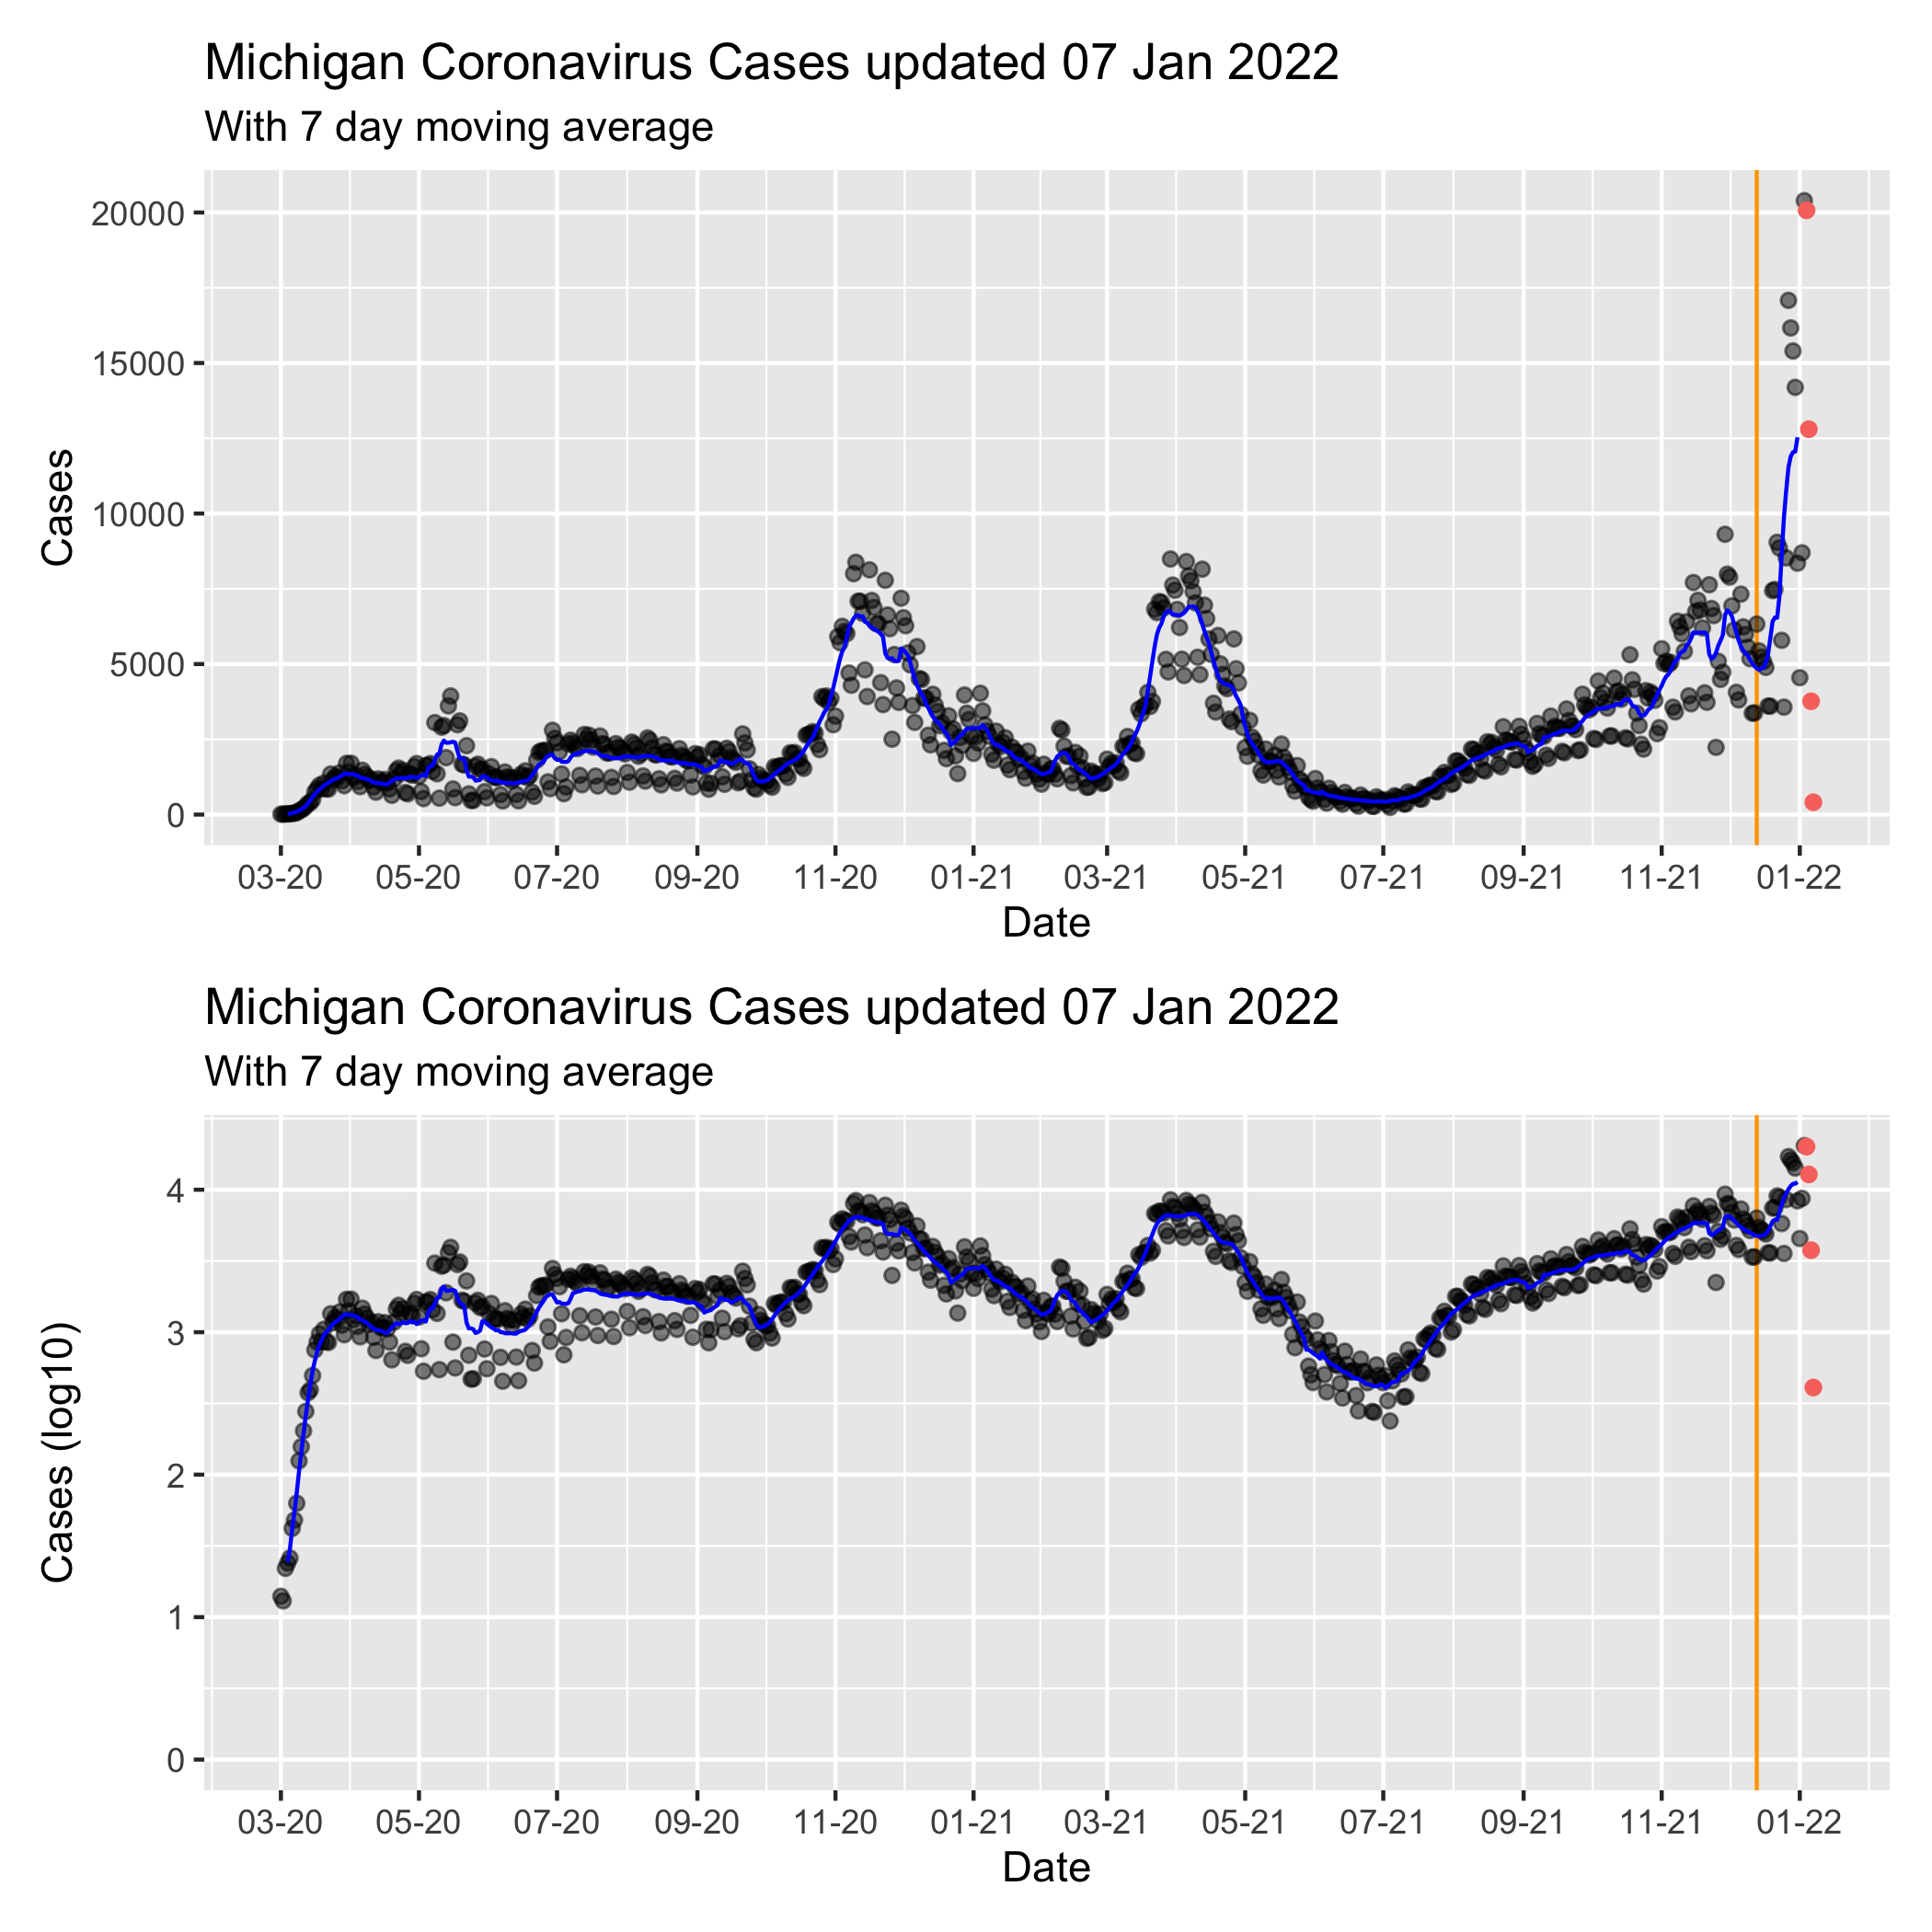 Michigan Coronavirus Cases updated 07 Jan 2022
With 7 day moving average
20000
15000
10000
5000
0
Cases
03-20 05-20 07-20 09-20 11-20 01-21 03-21 05-21 07-21 09-21 11-21 01-22
Date
Michigan Coronavirus Cases updated 07 Jan 2022
With 7 day moving average
4
3
2
1
0
Cases (log10)
03-20 05-20 07-20 09-20 11-20 01-21 03-21 05-21 07-21 09-21 11-21 01-22
Date